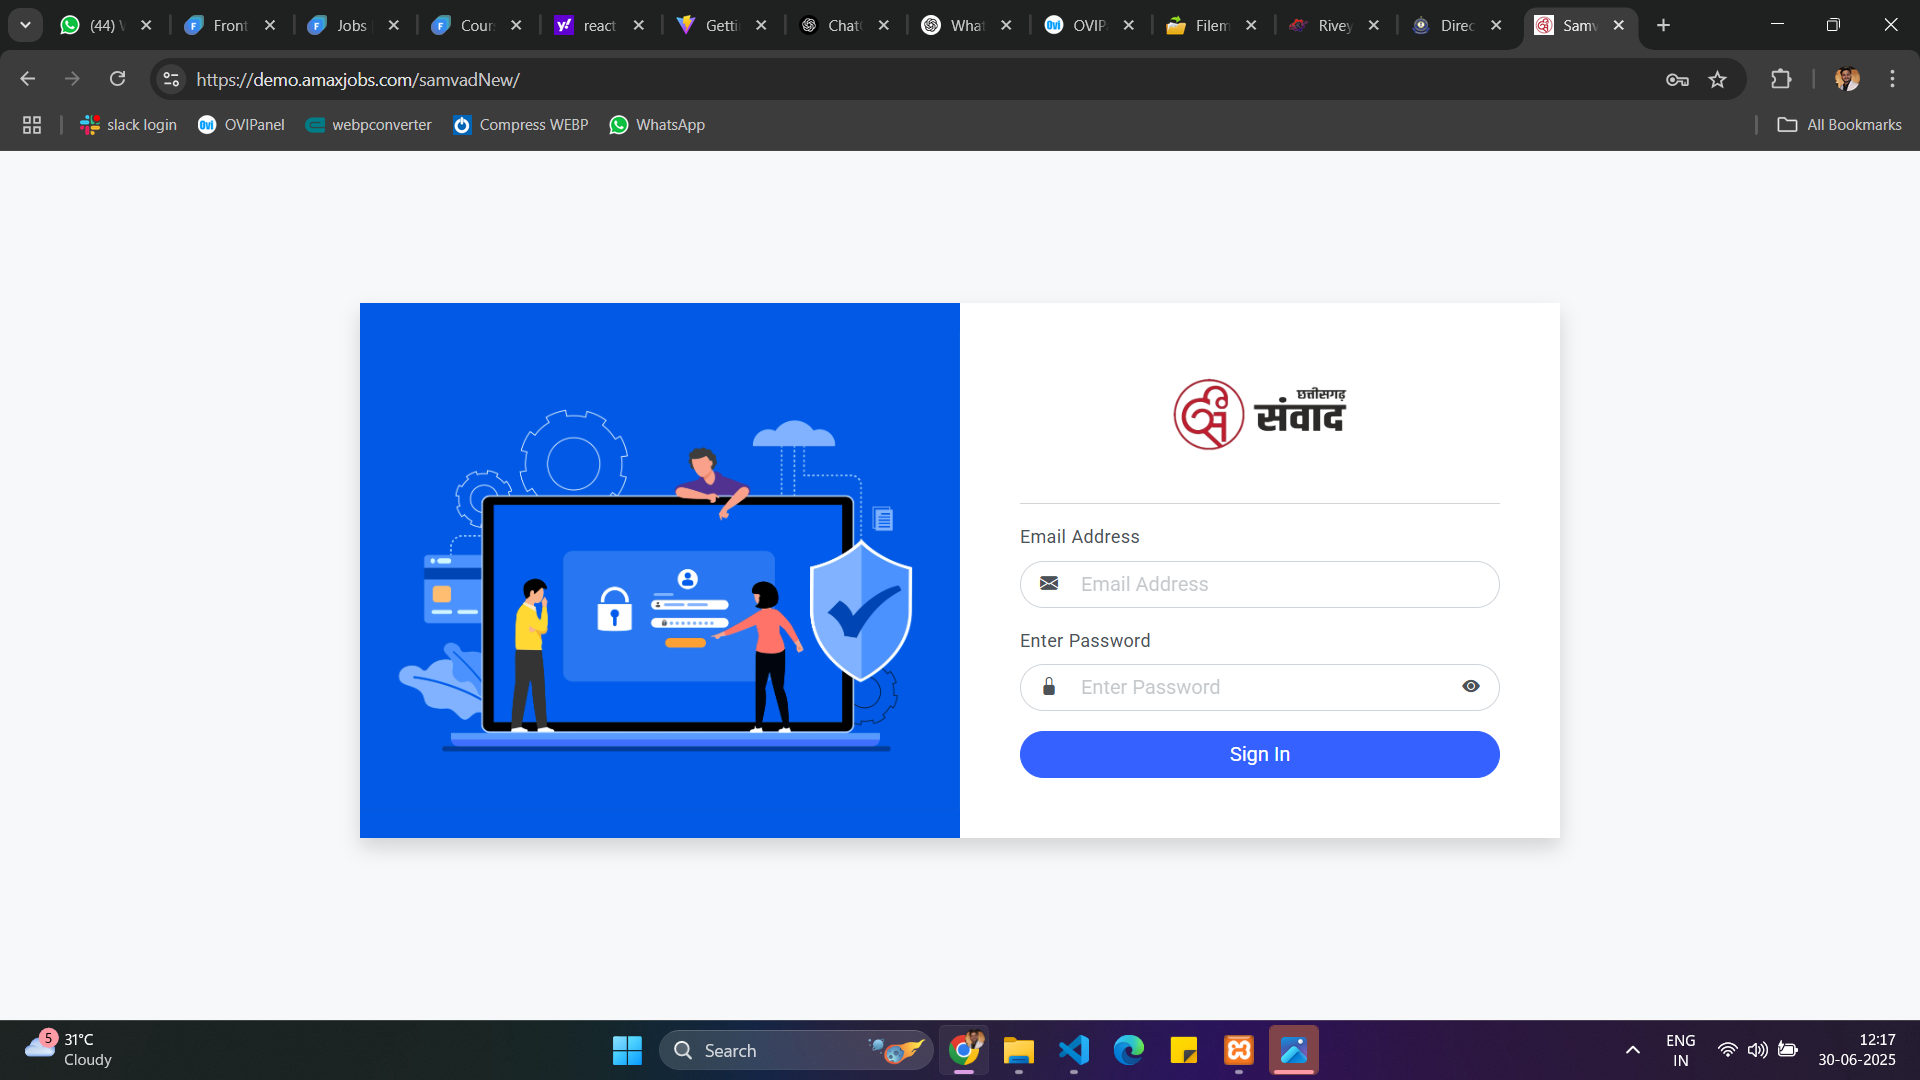 (44) W
Front
Jobs
Cour
react
Getti
Chat
What
OVIP
Filem
Rivey
Direc
Samv
https://demo.amaxjobs.com/samvadNew/
slack login
OVIPanel
webpconverter
Compress WEBP
WhatsApp
All Bookmarks
छत्तीसगढ़
संवाद
Email Address
Email Address
Enter Password
Enter Password
Sign In
5
31°C
Cloudy
Search
ENG
IN
12:17
30-06-2025